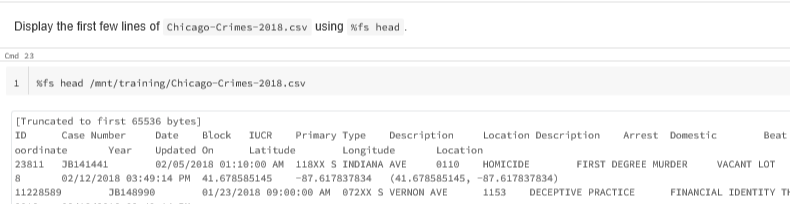 Display the first few lines of Chicago-Crimes-2018.csv using %fs head .
Cmd 23
1 %fs head /mnt/training/Chicago-Crimes-2018.csv
[Truncated to first 65536 bytes]
ID Case Number Date Block IUCR Primary Type Description Location Description Arrest Domestic Beat
oordinate Year Updated On Latitude Longitude Location
23811 JB141441 02/05/2018 01:10:00 AM 118XX S INDIANA AVE 0110 HOMICIDE FIRST DEGREE MURDER VACANT LOT
8 02/12/2018 03:49:14 PM 41.678585145 -87.617837834 (41.678585145, -87.617837834)
11228589 JB148990 01/23/2018 09:00:00 AM 072XX S VERNON AVE 1153 DECEPTIVE PRACTICE FINANCIAL IDENTITY TH